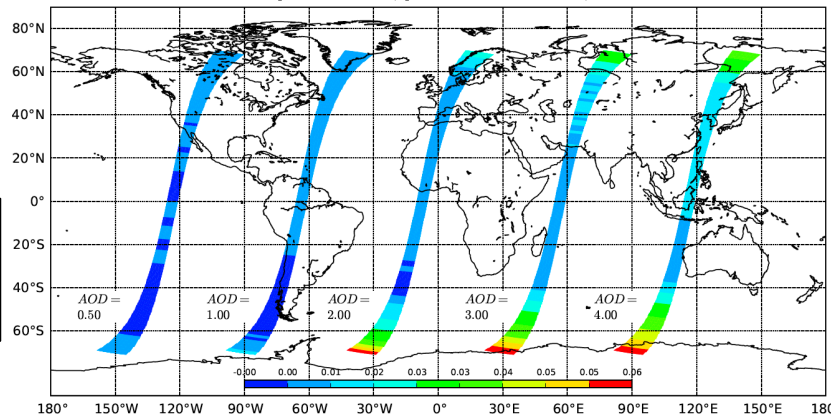 80°N
60°N
40°N
20°N
0°
20°S
40°S
60°S
AOD =
0.50
AOD =
1.00
AOD =
2.00
AOD =
3.00
AOD =
4.00
-0.00 0.00 0.01 0.02 0.03 0.03 0.04 0.05 0.05 0.06
180° 150°W 120°W 90°W 60°W 30°W 0° 30°E 60°E 90°E 120°E 150°E 180